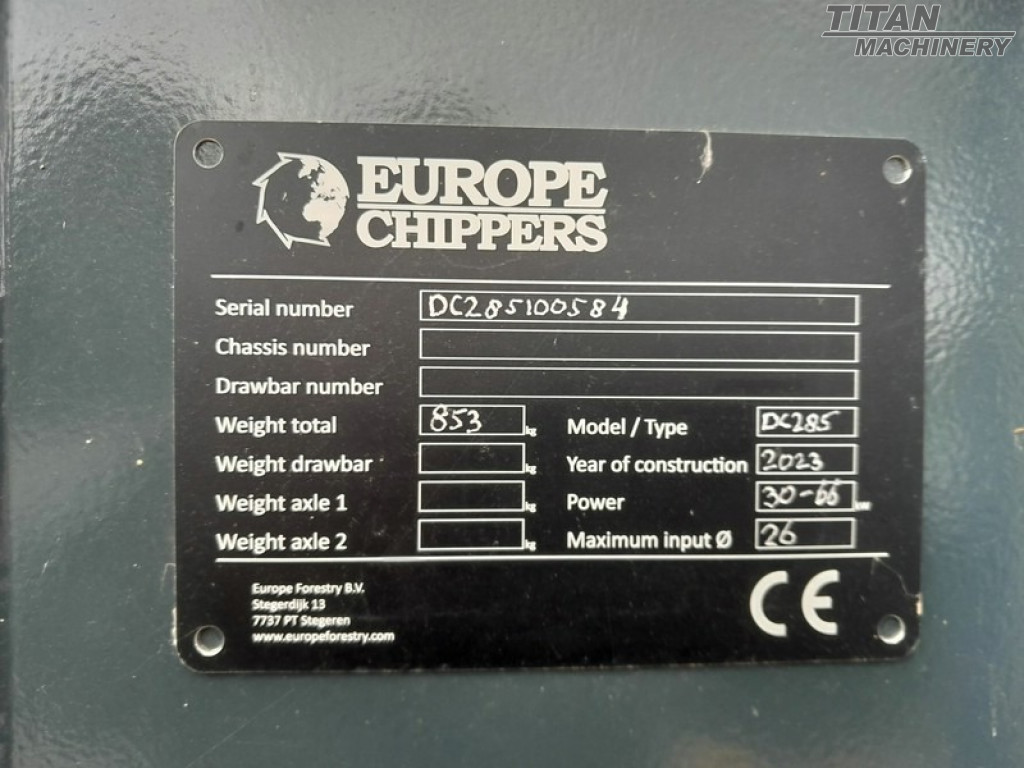 TITAN
MACHINERY
EUROPE
CHIPPERS
Serial number DC285100584
Chassis number
Drawbar number
Weight total 853 kg Model / Type DC285
Weight drawbar kg Year of construction 2023
Weight axle 1 kg Power 30-66 kW
Weight axle 2 kg Maximum input Ø 26
Europe Forestry B.V.
Stegerdijk 13
7737 PT Stegeren
www.europeforestry.com
CE